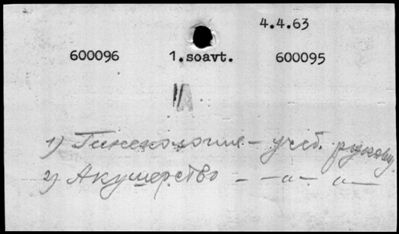 4.4.63
600096 1.soavt. 600095
1) Гинекология – учеб. руковод.
2) Акушерство – –"– –"–